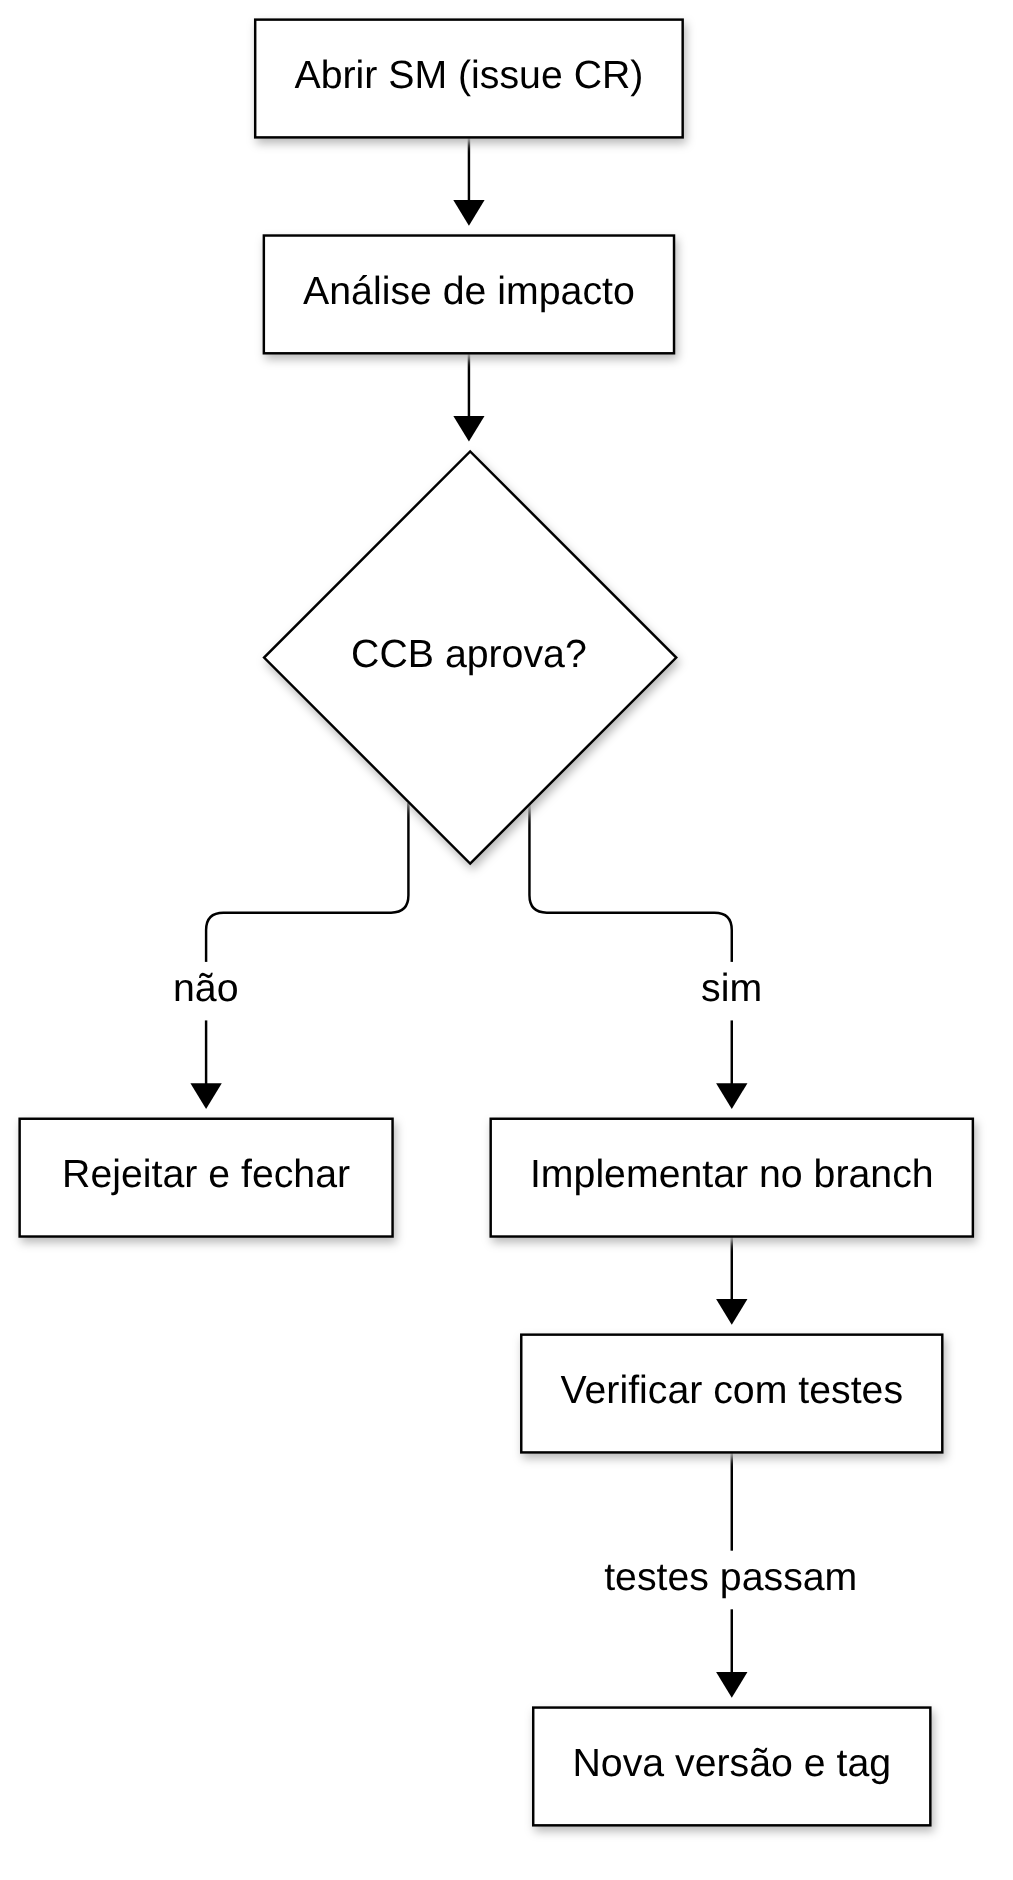 Abrir SM (issue CR)
Análise de impacto
CCB aprova?
não
sim
Rejeitar e fechar
Implementar no branch
Verificar com testes
testes passam
Nova versão e tag